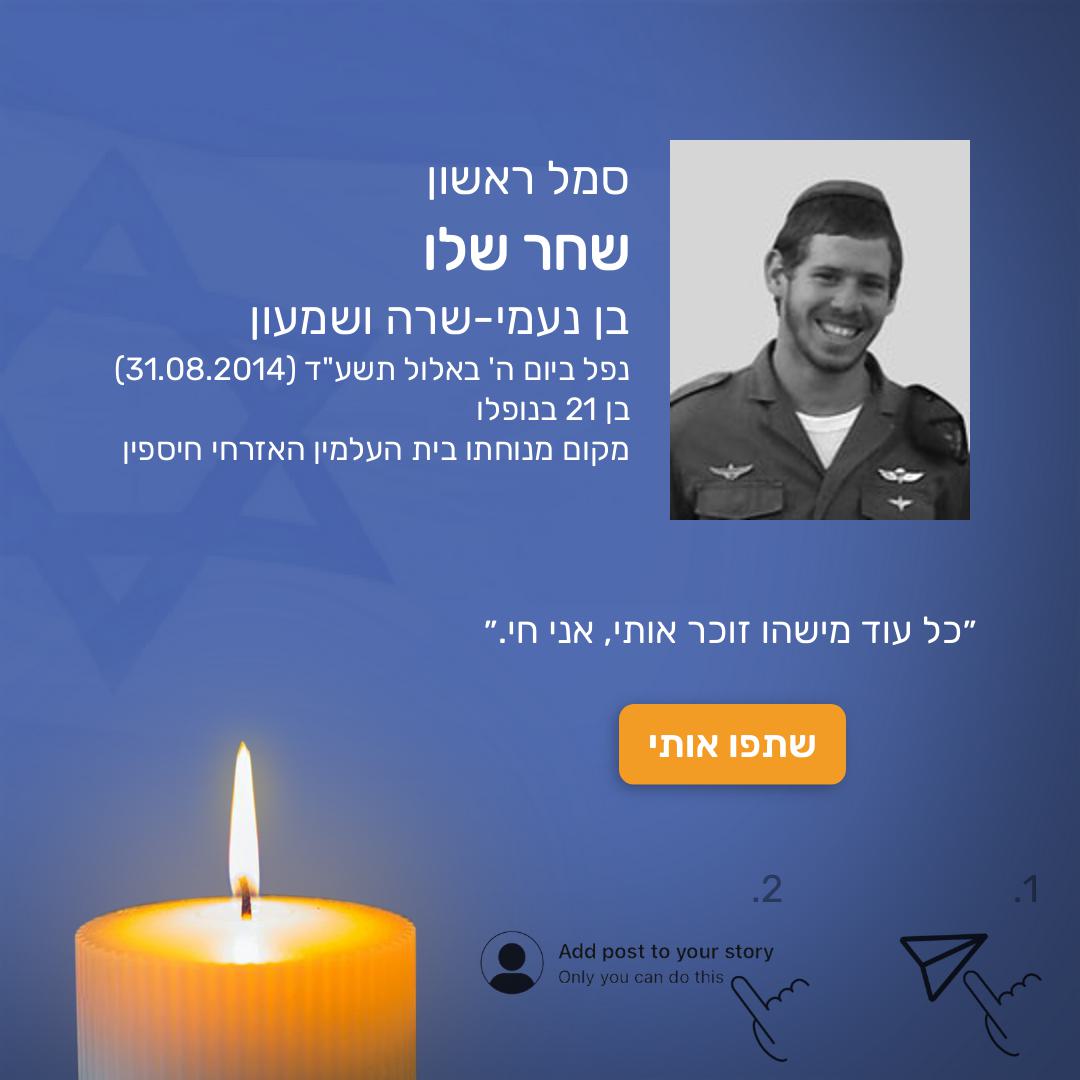 סמל ראשון
שחר שלו
בן נעמי-שרה ושמעון
נפל ביום ה' באלול תשע"ד (31.08.2014)
בן 21 בנופלו
מקום מנוחתו בית העלמין האזרחי חיספין
״כל עוד מישהו זוכר אותי, אני חי.״
שתפו אותי
.1
.2
Add post to your story
Only you can do this